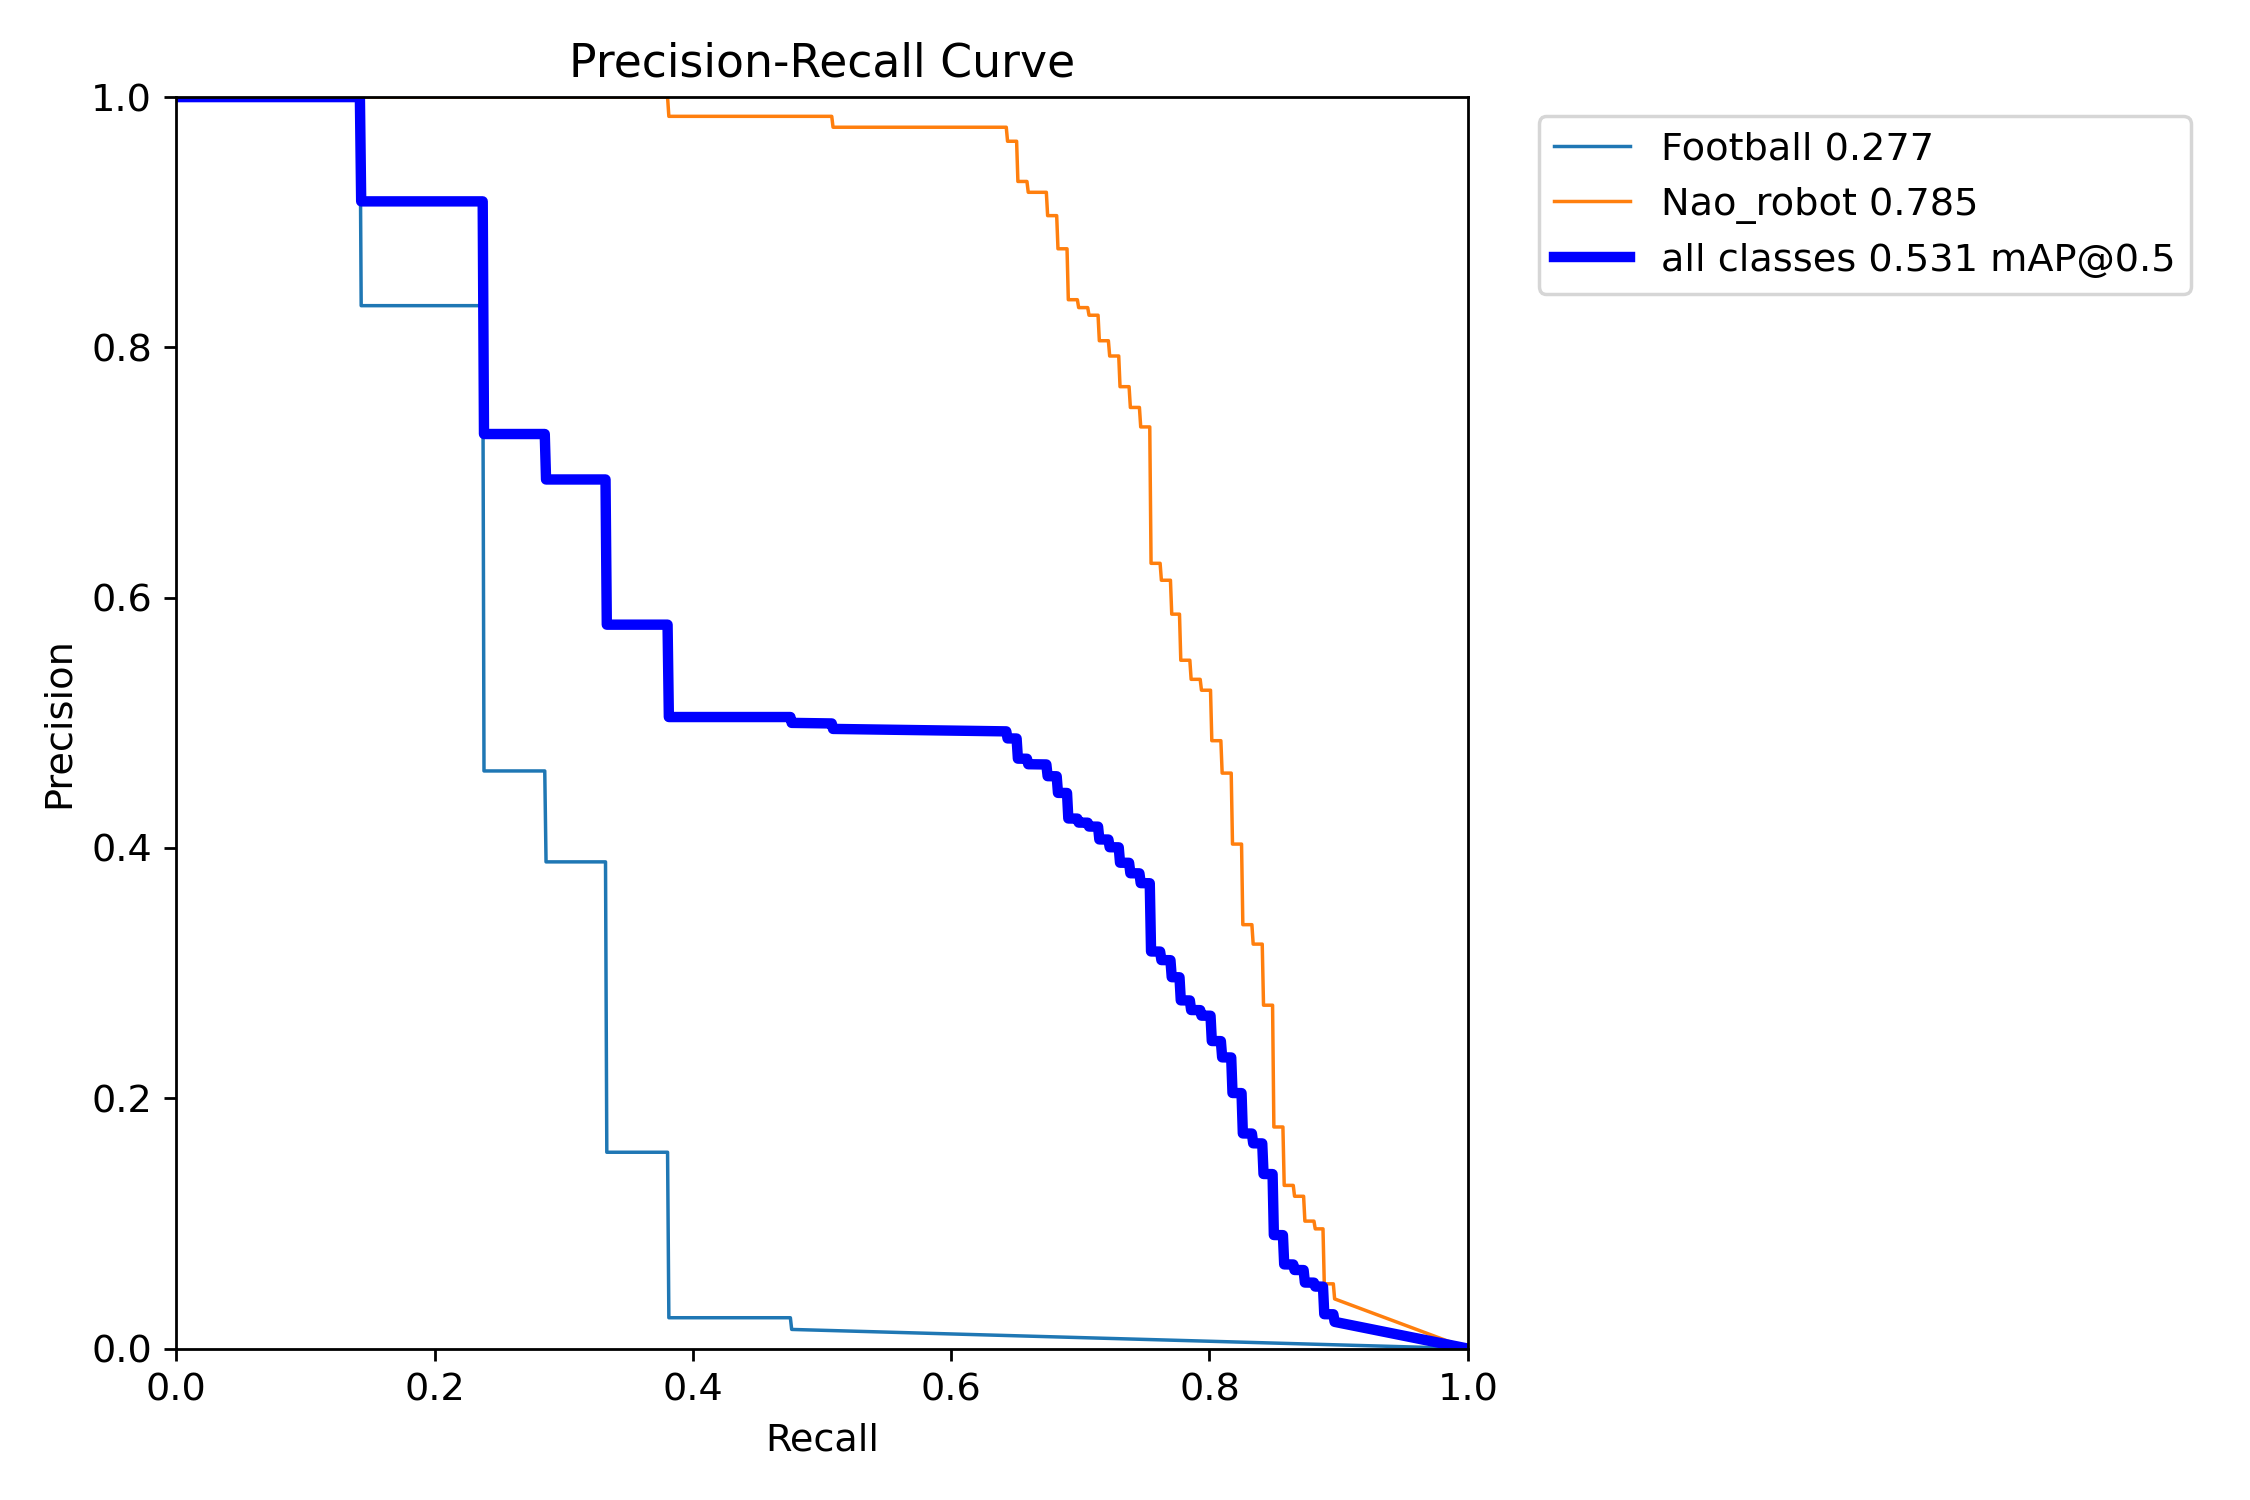 Precision-Recall Curve
1.0
0.8
0.6
0.4
0.2
0.0
Precision
0.0 0.2 0.4 0.6 0.8 1.0
Recall
Football 0.277
Nao_robot 0.785
all classes 0.531 mAP@0.5